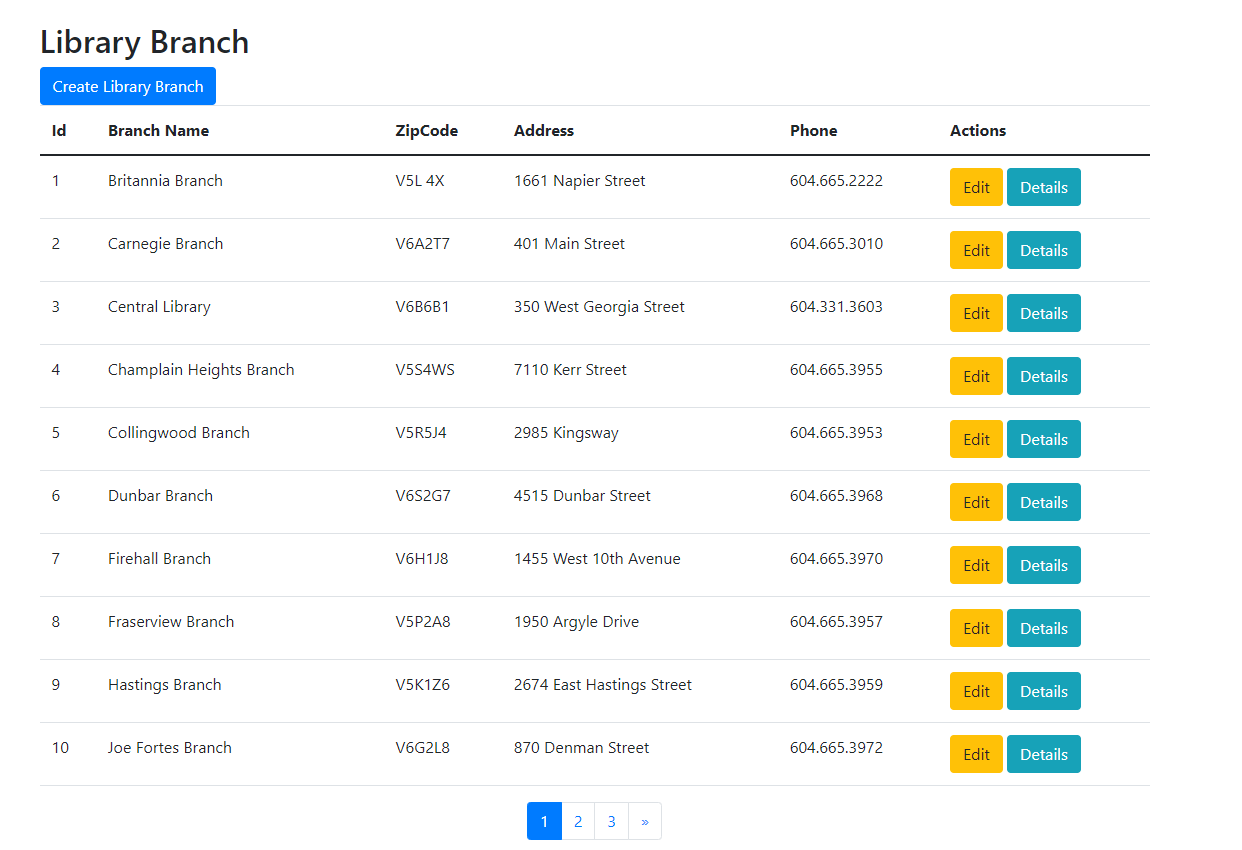 Library Branch
Create Library Branch
Id Branch Name ZipCode Address Phone Actions
1 Britannia Branch V5L 4X 1661 Napier Street 604.665.2222 Edit Details
2 Carnegie Branch V6A2T7 401 Main Street 604.665.3010 Edit Details
3 Central Library V6B6B1 350 West Georgia Street 604.331.3603 Edit Details
4 Champlain Heights Branch V5S4WS 7110 Kerr Street 604.665.3955 Edit Details
5 Collingwood Branch V5R5J4 2985 Kingsway 604.665.3953 Edit Details
6 Dunbar Branch V6S2G7 4515 Dunbar Street 604.665.3968 Edit Details
7 Firehall Branch V6H1J8 1455 West 10th Avenue 604.665.3970 Edit Details
8 Fraserview Branch V5P2A8 1950 Argyle Drive 604.665.3957 Edit Details
9 Hastings Branch V5K1Z6 2674 East Hastings Street 604.665.3959 Edit Details
10 Joe Fortes Branch V6G2L8 870 Denman Street 604.665.3972 Edit Details
1 2 3 »